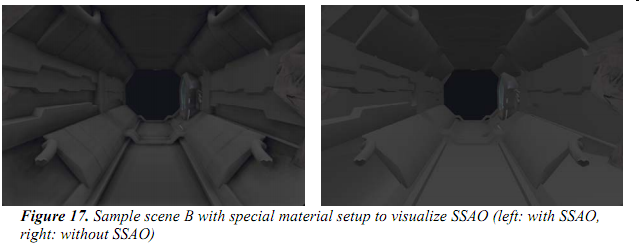 Figure 17. Sample scene B with special material setup to visualize SSAO (left: with SSAO,
right: without SSAO)